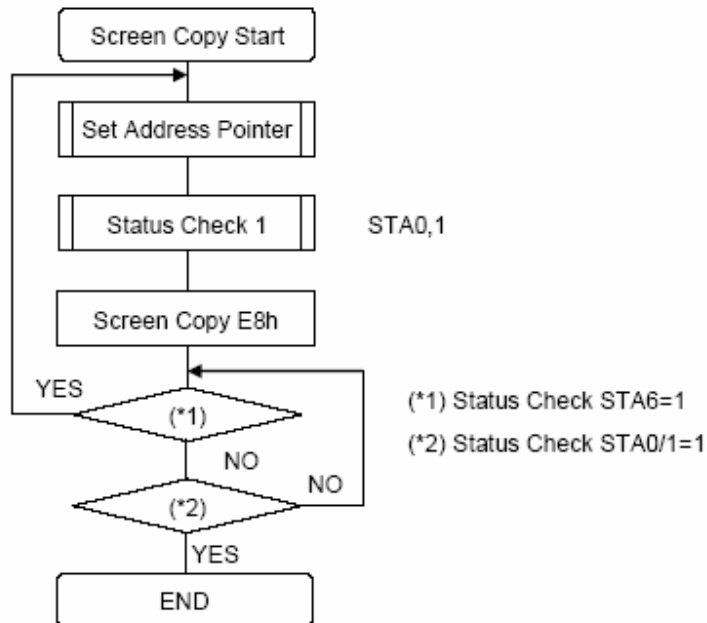 Screen Copy Start
Set Address Pointer
Status Check 1
STA0,1
Screen Copy E8h
YES
(*1)
(*1) Status Check STA6=1
(*2) Status Check STA0/1=1
NO
NO
(*2)
YES
END